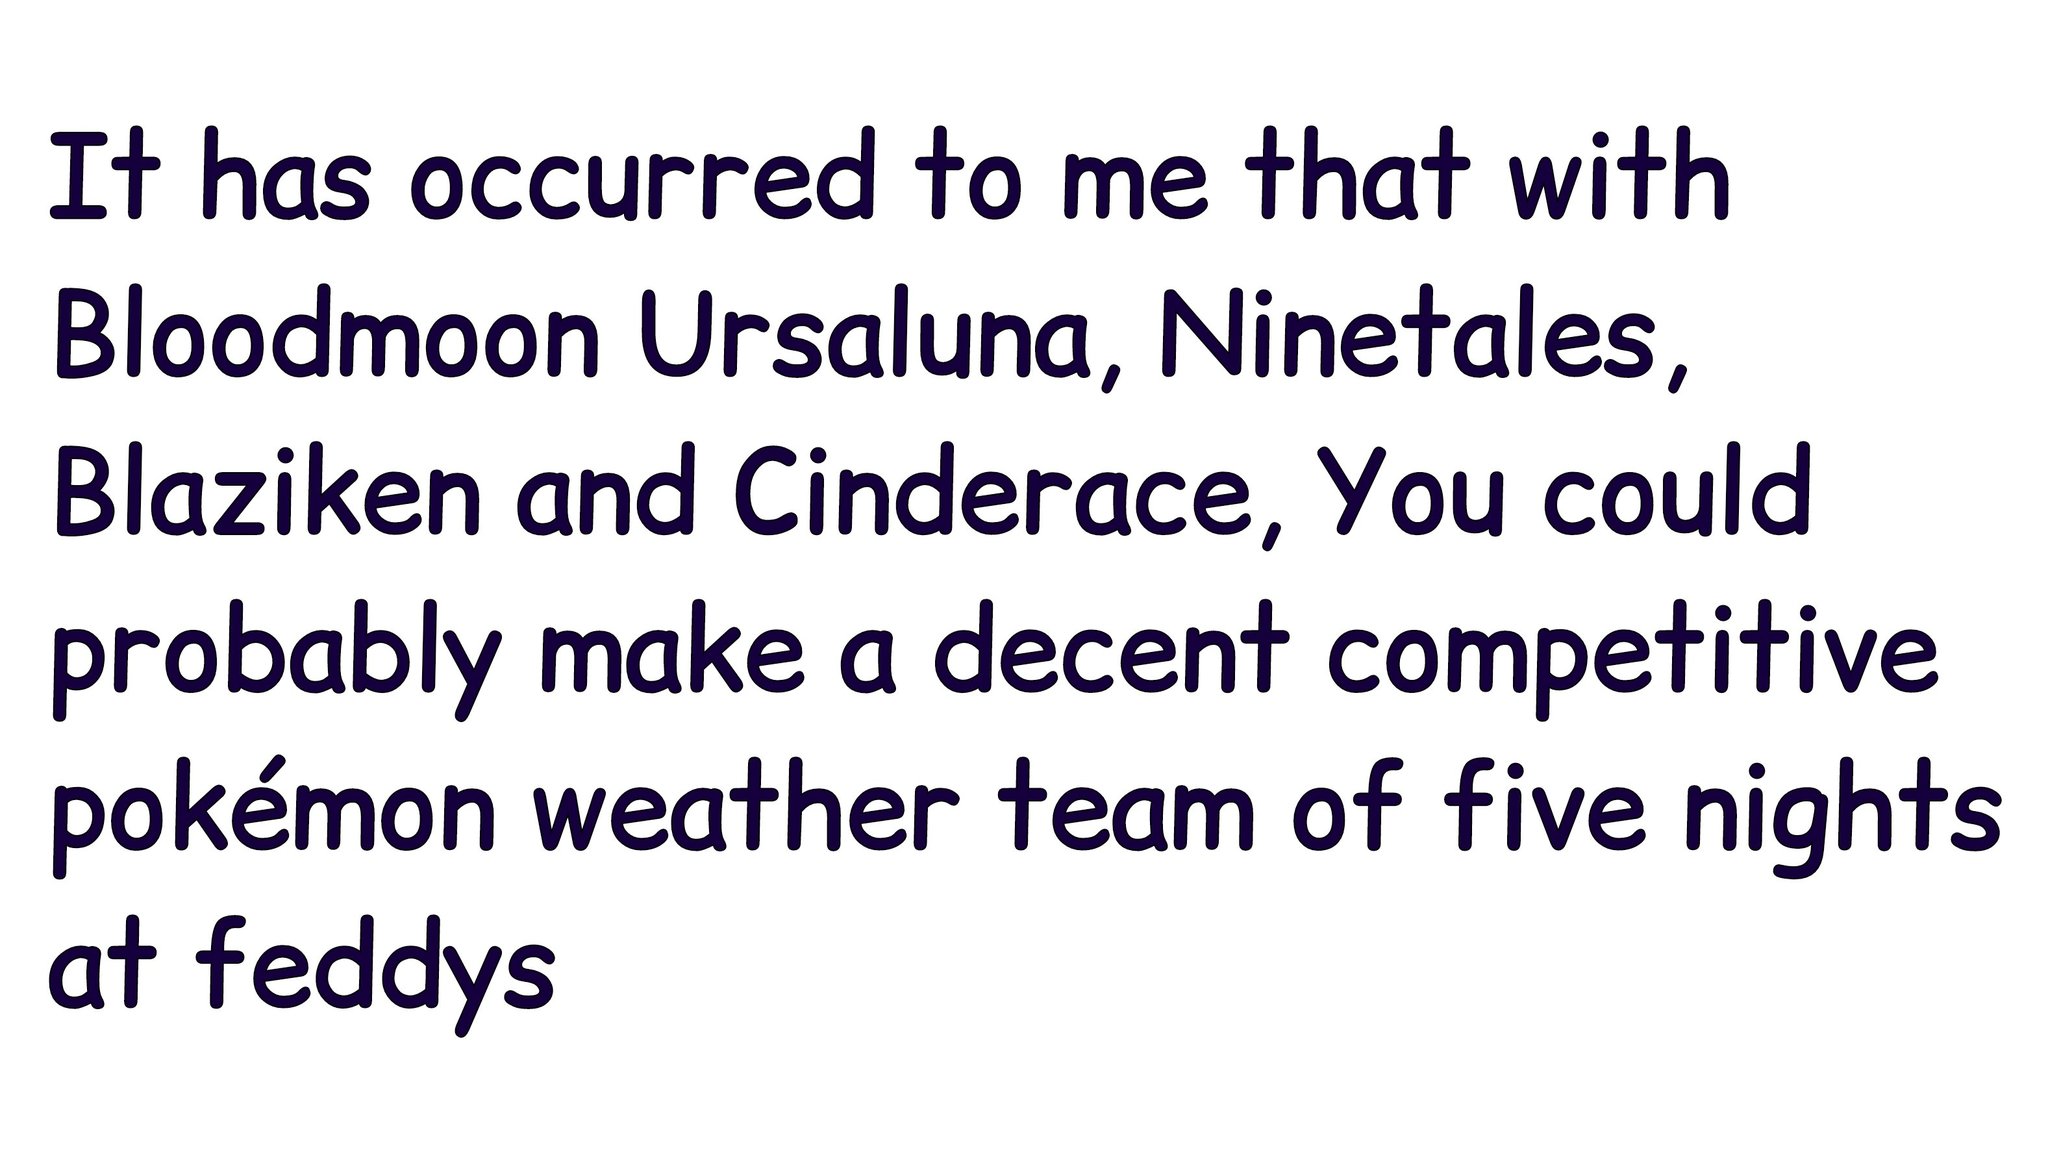 It has occurred to me that with
Bloodmoon Ursaluna, Ninetales,
Blaziken and Cinderace, You could
probably make a decent competitive
pokémon weather team of five nights
at feddys